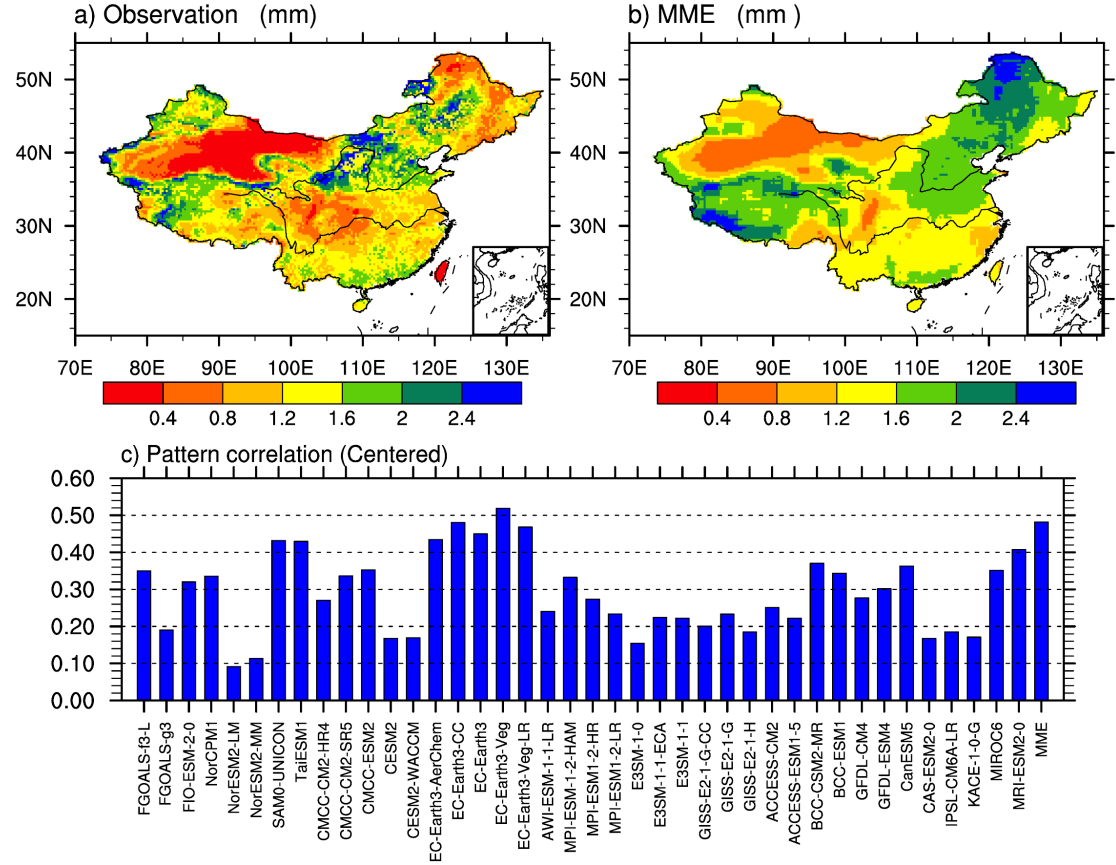 a) Observation (mm)
b) MME (mm )
50N
40N
30N
20N
70E 80E 90E 100E 110E 120E 130E
0.4 0.8 1.2 1.6 2 2.4
50N
40N
30N
20N
70E 80E 90E 100E 110E 120E 130E
0.4 0.8 1.2 1.6 2 2.4
c) Pattern correlation (Centered)
0.60
0.50
0.40
0.30
0.20
0.10
0.00
FGOALS-f3-L
FGOALS-g3
FIO-ESM-2-0
NorCPM1
NorESM2-LM
NorESM2-MM
SAM0-UNICON
TaiESM1
CMCC-CM2-HR4
CMCC-CM2-SR5
CMCC-ESM2
CESM2
CESM2-WACCM
EC-Earth3-AerChem
EC-Earth3-CC
EC-Earth3
EC-Earth3-Veg
EC-Earth3-Veg-LR
AWI-ESM-1-1-LR
MPI-ESM-1-2-HAM
MPI-ESM1-2-HR
MPI-ESM1-2-LR
E3SM-1-0
E3SM-1-1-ECA
E3SM-1-1
GISS-E2-1-G-CC
GISS-E2-1-G
GISS-E2-1-H
ACCESS-CM2
ACCESS-ESM1-5
BCC-CSM2-MR
BCC-ESM1
GFDL-CM4
GFDL-ESM4
CanESM5
CAS-ESM2-0
IPSL-CM6A-LR
KACE-1-0-G
MIROC6
MRI-ESM2-0
MME